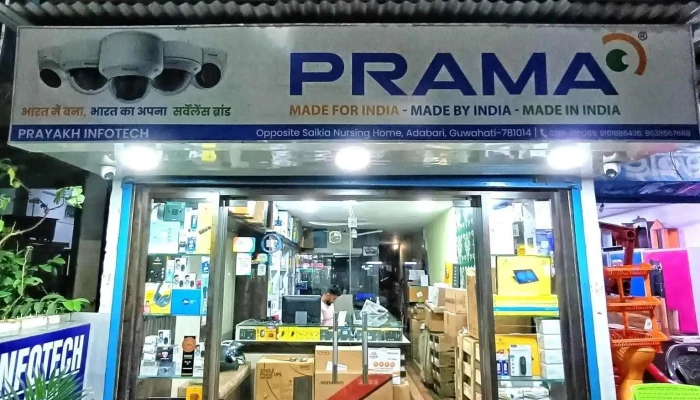 PRAMA®
भारत में बना, भारत का अपना सर्वेलेंस ब्रांड
MADE FOR INDIA - MADE BY INDIA - MADE IN INDIA
PRAYAKH INFOTECH
Opposite Saikia Nursing Home, Adabari, Guwahati-781014
INFOTECH